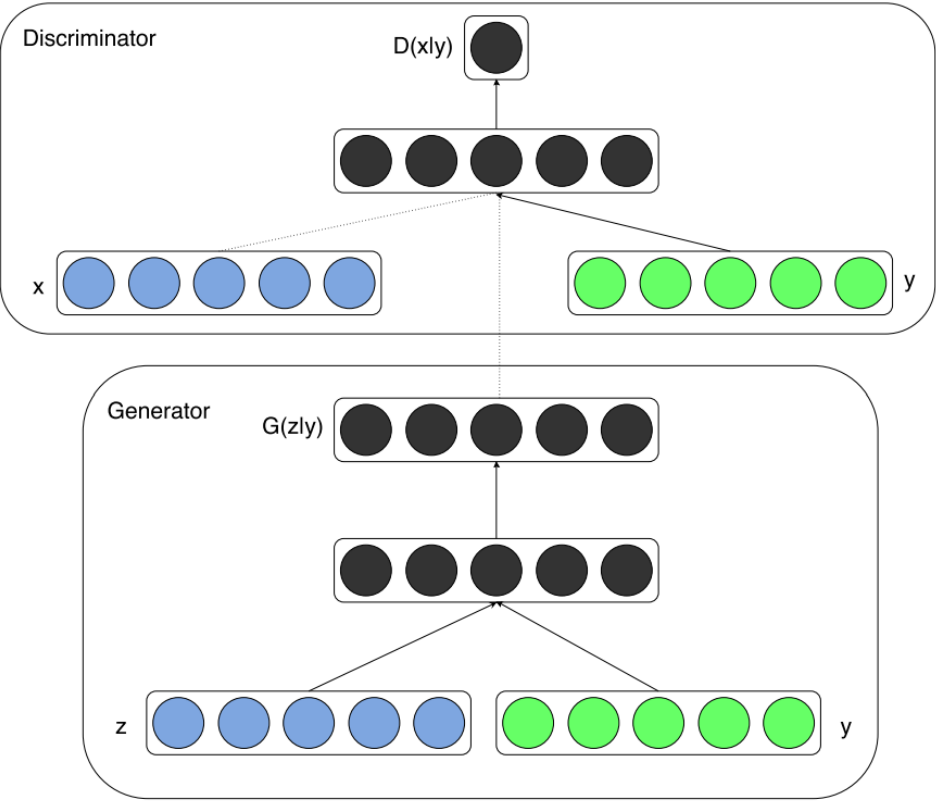 Discriminator
D(x|y)
x
y
Generator
G(z|y)
z
y